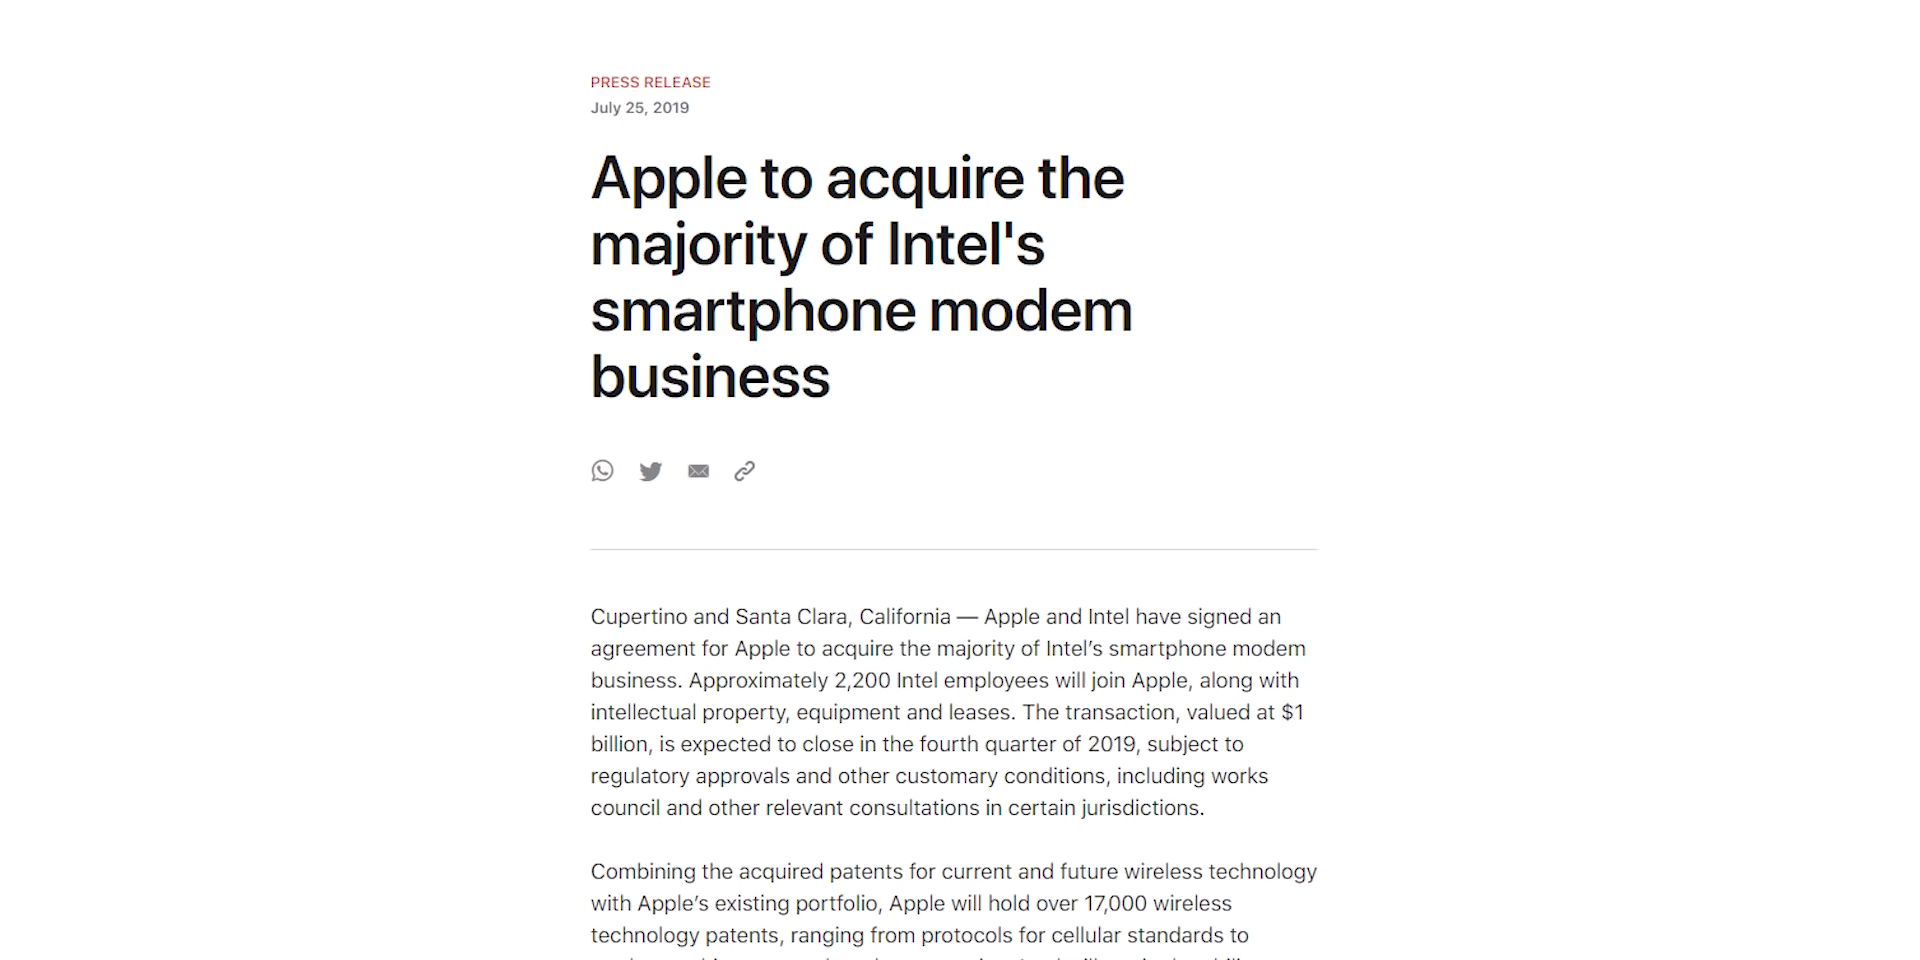 PRESS RELEASE
July 25, 2019
Apple to acquire the
majority of Intel's
smartphone modem
business
Cupertino and Santa Clara, California — Apple and Intel have signed an
agreement for Apple to acquire the majority of Intel’s smartphone modem
business. Approximately 2,200 Intel employees will join Apple, along with
intellectual property, equipment and leases. The transaction, valued at $1
billion, is expected to close in the fourth quarter of 2019, subject to
regulatory approvals and other customary conditions, including works
council and other relevant consultations in certain jurisdictions.
Combining the acquired patents for current and future wireless technology
with Apple’s existing portfolio, Apple will hold over 17,000 wireless
technology patents, ranging from protocols for cellular standards to